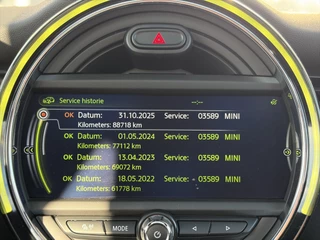 Service historie
OK Datum: 31.10.2025 Service: 03589 MINI
Kilometers: 88718 km
OK Datum: 01.05.2024 Service: 03589 MINI
Kilometers: 77112 km
OK Datum: 13.04.2023 Service: 03589 MINI
Kilometers: 69072 km
OK Datum: 18.05.2022 Service: 03589 MINI
Kilometers: 61778 km
MODE